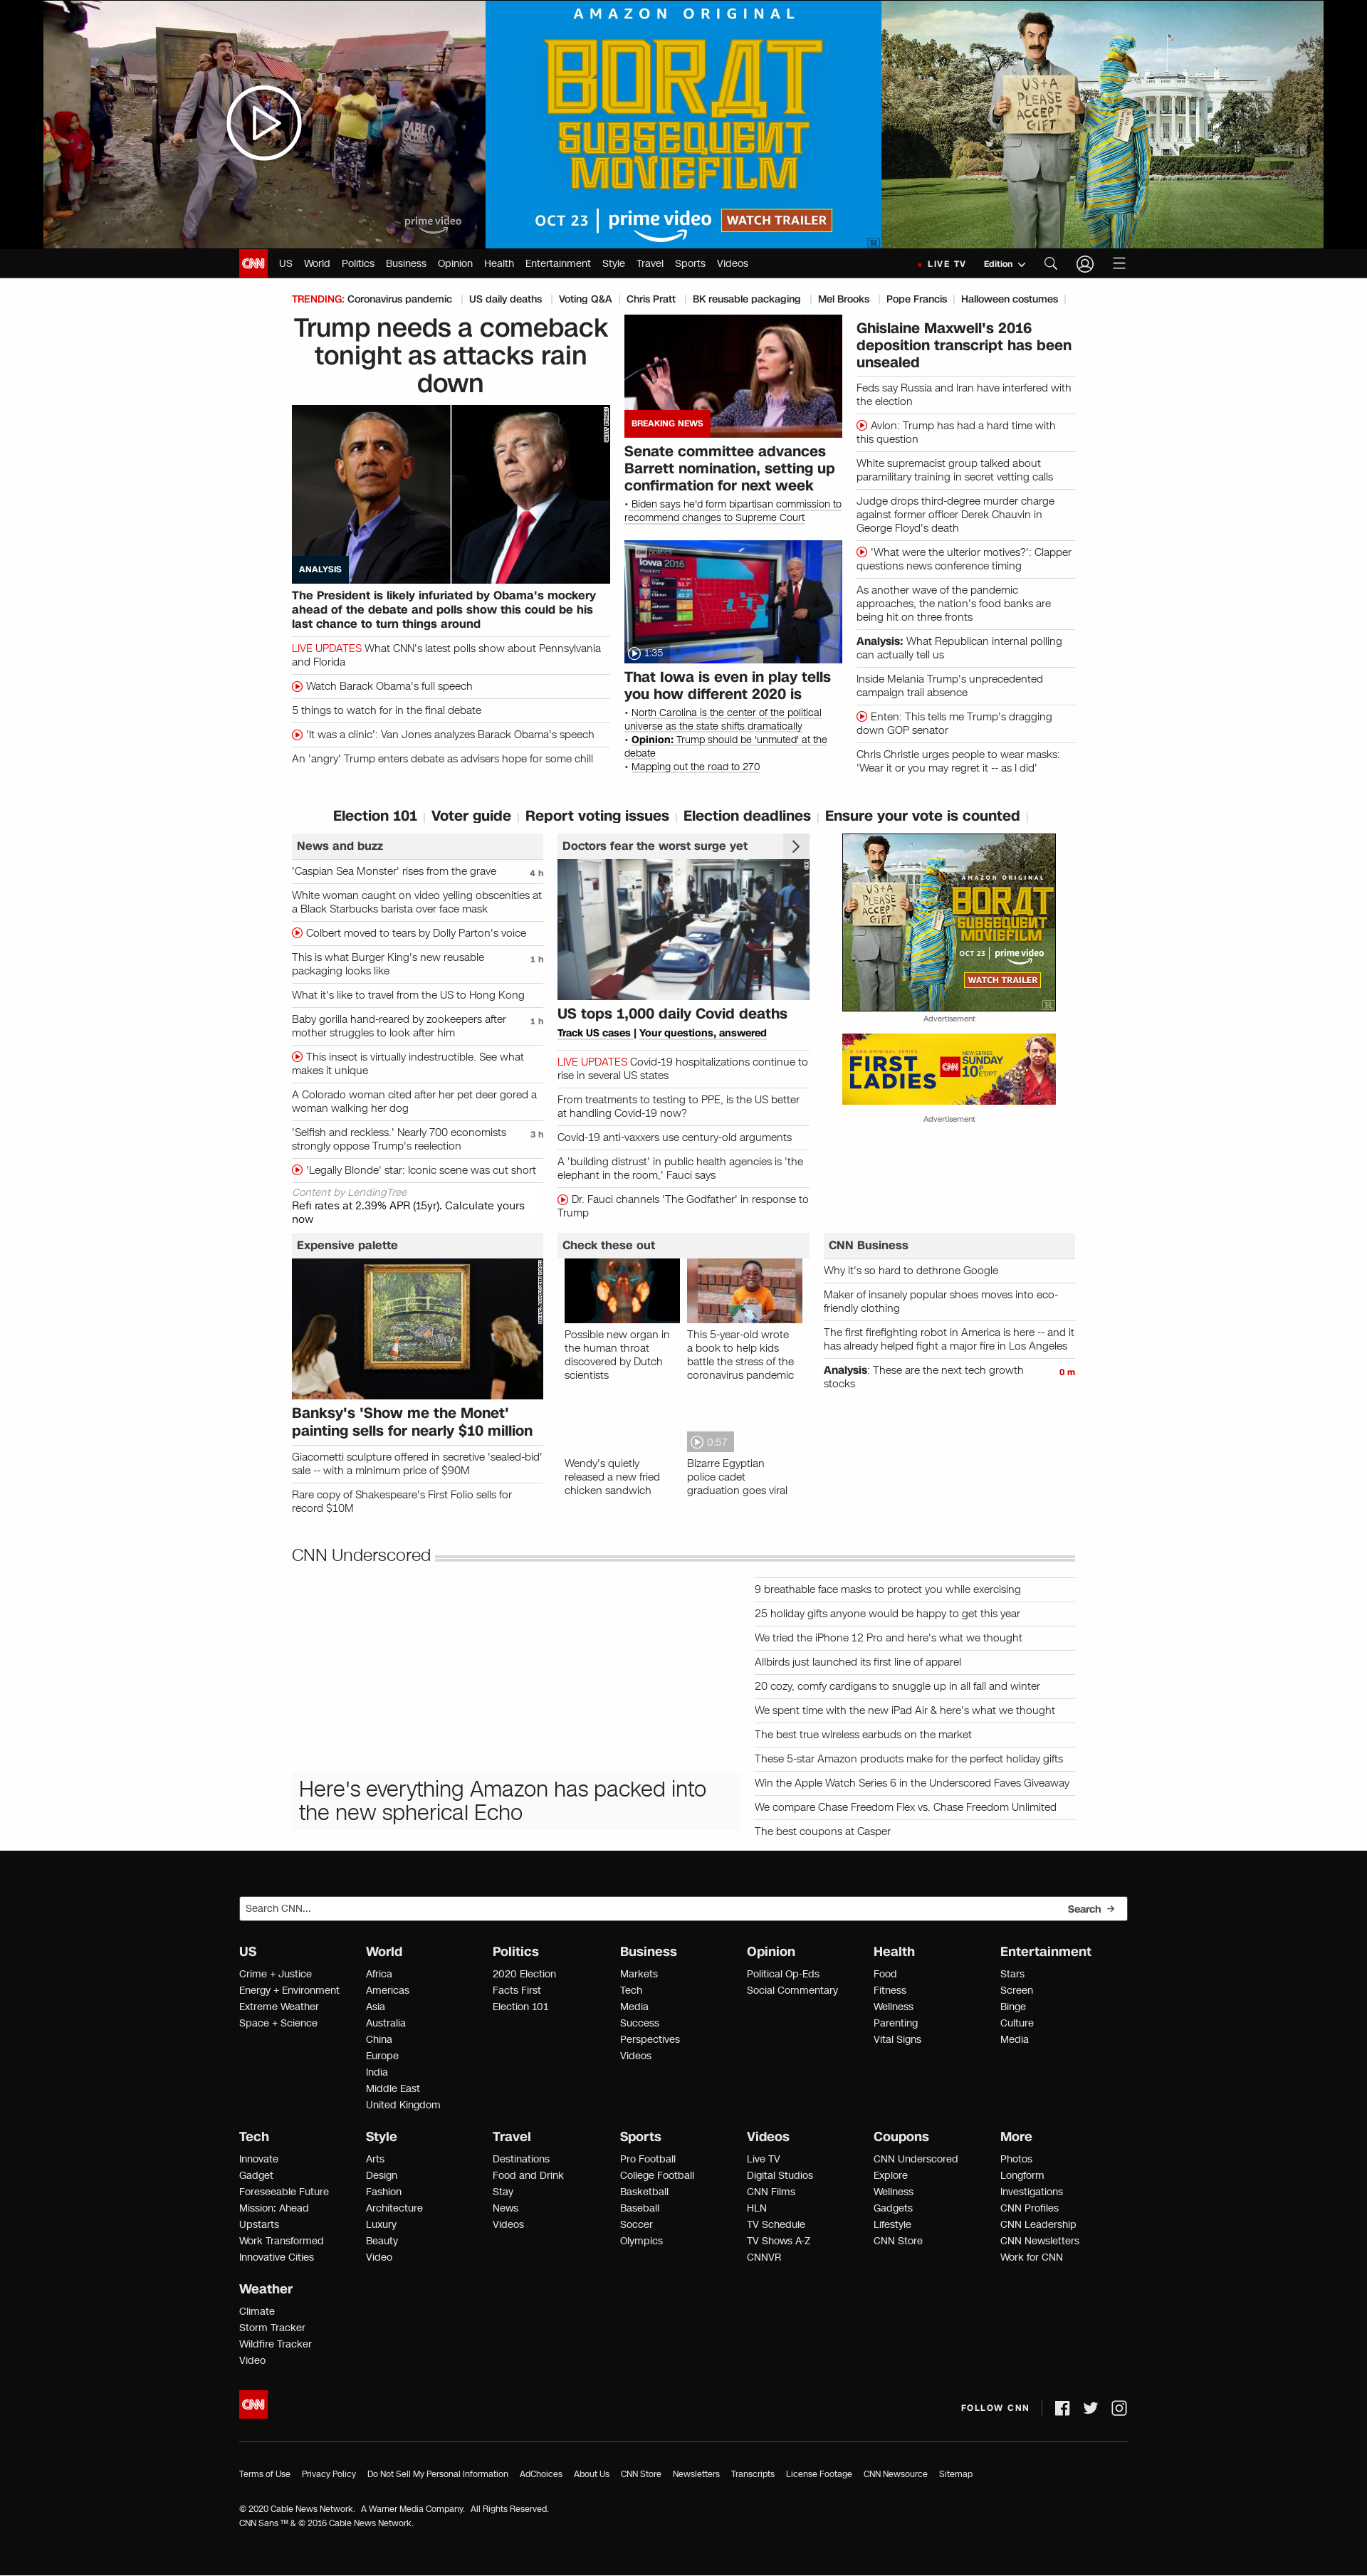 AMAZON ORIGINAL
BORAT
SUBSEQUENT
MOVIEFILM
OCT 23 | prime video WATCH TRAILER
prime video
US+A
PLEASE
ACCEPT
GIFT
R
CNN US World Politics Business Opinion Health Entertainment Style Travel Sports Videos LIVE TV Edition
TRENDING: Coronavirus pandemic | US daily deaths | Voting Q&A | Chris Pratt | BK reusable packaging | Mel Brooks | Pope Francis | Halloween costumes |
Trump needs a comeback
tonight as attacks rain
down
GETTY IMAGES
ANALYSIS
The President is likely infuriated by Obama's mockery
ahead of the debate and polls show this could be his
last chance to turn things around
LIVE UPDATES What CNN's latest polls show about Pennsylvania
and Florida
Watch Barack Obama's full speech
5 things to watch for in the final debate
'It was a clinic': Van Jones analyzes Barack Obama's speech
An 'angry' Trump enters debate as advisers hope for some chill
BREAKING NEWS
Senate committee advances
Barrett nomination, setting up
confirmation for next week
• Biden says he'd form bipartisan commission to
recommend changes to Supreme Court
CNN politics
Iowa 2016
President
1:35
That Iowa is even in play tells
you how different 2020 is
• North Carolina is the center of the political
universe as the state shifts dramatically
• Opinion: Trump should be 'unmuted' at the
debate
• Mapping out the road to 270
Ghislaine Maxwell's 2016
deposition transcript has been
unsealed
Feds say Russia and Iran have interfered with
the election
Avlon: Trump has had a hard time with
this question
White supremacist group talked about
paramilitary training in secret vetting calls
Judge drops third-degree murder charge
against former officer Derek Chauvin in
George Floyd's death
'What were the ulterior motives?': Clapper
questions news conference timing
As another wave of the pandemic
approaches, the nation's food banks are
being hit on three fronts
Analysis: What Republican internal polling
can actually tell us
Inside Melania Trump's unprecedented
campaign trail absence
Enten: This tells me Trump's dragging
down GOP senator
Chris Christie urges people to wear masks:
'Wear it or you may regret it -- as I did'
Election 101 | Voter guide | Report voting issues | Election deadlines | Ensure your vote is counted |
News and buzz
'Caspian Sea Monster' rises from the grave 4 h
White woman caught on video yelling obscenities at
a Black Starbucks barista over face mask
Colbert moved to tears by Dolly Parton's voice
This is what Burger King's new reusable 1 h
packaging looks like
What it's like to travel from the US to Hong Kong
Baby gorilla hand-reared by zookeepers after 1 h
mother struggles to look after him
This insect is virtually indestructible. See what
makes it unique
A Colorado woman cited after her pet deer gored a
woman walking her dog
'Selfish and reckless.' Nearly 700 economists 3 h
strongly oppose Trump's reelection
'Legally Blonde' star: Iconic scene was cut short
Content by LendingTree
Refi rates at 2.39% APR (15yr). Calculate yours
now
Doctors fear the worst surge yet
US tops 1,000 daily Covid deaths
Track US cases | Your questions, answered
LIVE UPDATES Covid-19 hospitalizations continue to
rise in several US states
From treatments to testing to PPE, is the US better
at handling Covid-19 now?
Covid-19 anti-vaxxers use century-old arguments
A 'building distrust' in public health agencies is 'the
elephant in the room,' Fauci says
Dr. Fauci channels 'The Godfather' in response to
Trump
US+A
PLEASE
ACCEPT
GIFT
AMAZON ORIGINAL
BORAT
SUBSEQUENT
MOVIEFILM
OCT 23 | prime video
WATCH TRAILER
R
Advertisement
A CNN ORIGINAL SERIES
FIRST
LADIES
CNN
NEW SERIES
SUNDAY
10P ET/PT
Advertisement
Expensive palette
Banksy's 'Show me the Monet'
painting sells for nearly $10 million
Giacometti sculpture offered in secretive 'sealed-bid'
sale -- with a minimum price of $90M
Rare copy of Shakespeare's First Folio sells for
record $10M
Check these out
Possible new organ in
the human throat
discovered by Dutch
scientists
This 5-year-old wrote
a book to help kids
battle the stress of the
coronavirus pandemic
Wendy's quietly
released a new fried
chicken sandwich
0:57
Bizarre Egyptian
police cadet
graduation goes viral
CNN Business
Why it's so hard to dethrone Google
Maker of insanely popular shoes moves into eco-
friendly clothing
The first firefighting robot in America is here -- and it
has already helped fight a major fire in Los Angeles
Analysis: These are the next tech growth 0 m
stocks
CNN Underscored
Here's everything Amazon has packed into
the new spherical Echo
9 breathable face masks to protect you while exercising
25 holiday gifts anyone would be happy to get this year
We tried the iPhone 12 Pro and here's what we thought
Allbirds just launched its first line of apparel
20 cozy, comfy cardigans to snuggle up in all fall and winter
We spent time with the new iPad Air & here's what we thought
The best true wireless earbuds on the market
These 5-star Amazon products make for the perfect holiday gifts
Win the Apple Watch Series 6 in the Underscored Faves Giveaway
We compare Chase Freedom Flex vs. Chase Freedom Unlimited
The best coupons at Casper
Search CNN... Search
US
Crime + Justice
Energy + Environment
Extreme Weather
Space + Science
World
Africa
Americas
Asia
Australia
China
Europe
India
Middle East
United Kingdom
Politics
2020 Election
Facts First
Election 101
Business
Markets
Tech
Media
Success
Perspectives
Videos
Opinion
Political Op-Eds
Social Commentary
Health
Food
Fitness
Wellness
Parenting
Vital Signs
Entertainment
Stars
Screen
Binge
Culture
Media
Tech
Innovate
Gadget
Foreseeable Future
Mission: Ahead
Upstarts
Work Transformed
Innovative Cities
Style
Arts
Design
Fashion
Architecture
Luxury
Beauty
Video
Travel
Destinations
Food and Drink
Stay
News
Videos
Sports
Pro Football
College Football
Basketball
Baseball
Soccer
Olympics
Videos
Live TV
Digital Studios
CNN Films
HLN
TV Schedule
TV Shows A-Z
CNNVR
Coupons
CNN Underscored
Explore
Wellness
Gadgets
Lifestyle
CNN Store
More
Photos
Longform
Investigations
CNN Profiles
CNN Leadership
CNN Newsletters
Work for CNN
Weather
Climate
Storm Tracker
Wildfire Tracker
Video
CNN
FOLLOW CNN
Terms of Use Privacy Policy Do Not Sell My Personal Information AdChoices About Us CNN Store Newsletters Transcripts License Footage CNN Newsource Sitemap
© 2020 Cable News Network. A Warner Media Company. All Rights Reserved.
CNN Sans ™ & © 2016 Cable News Network.